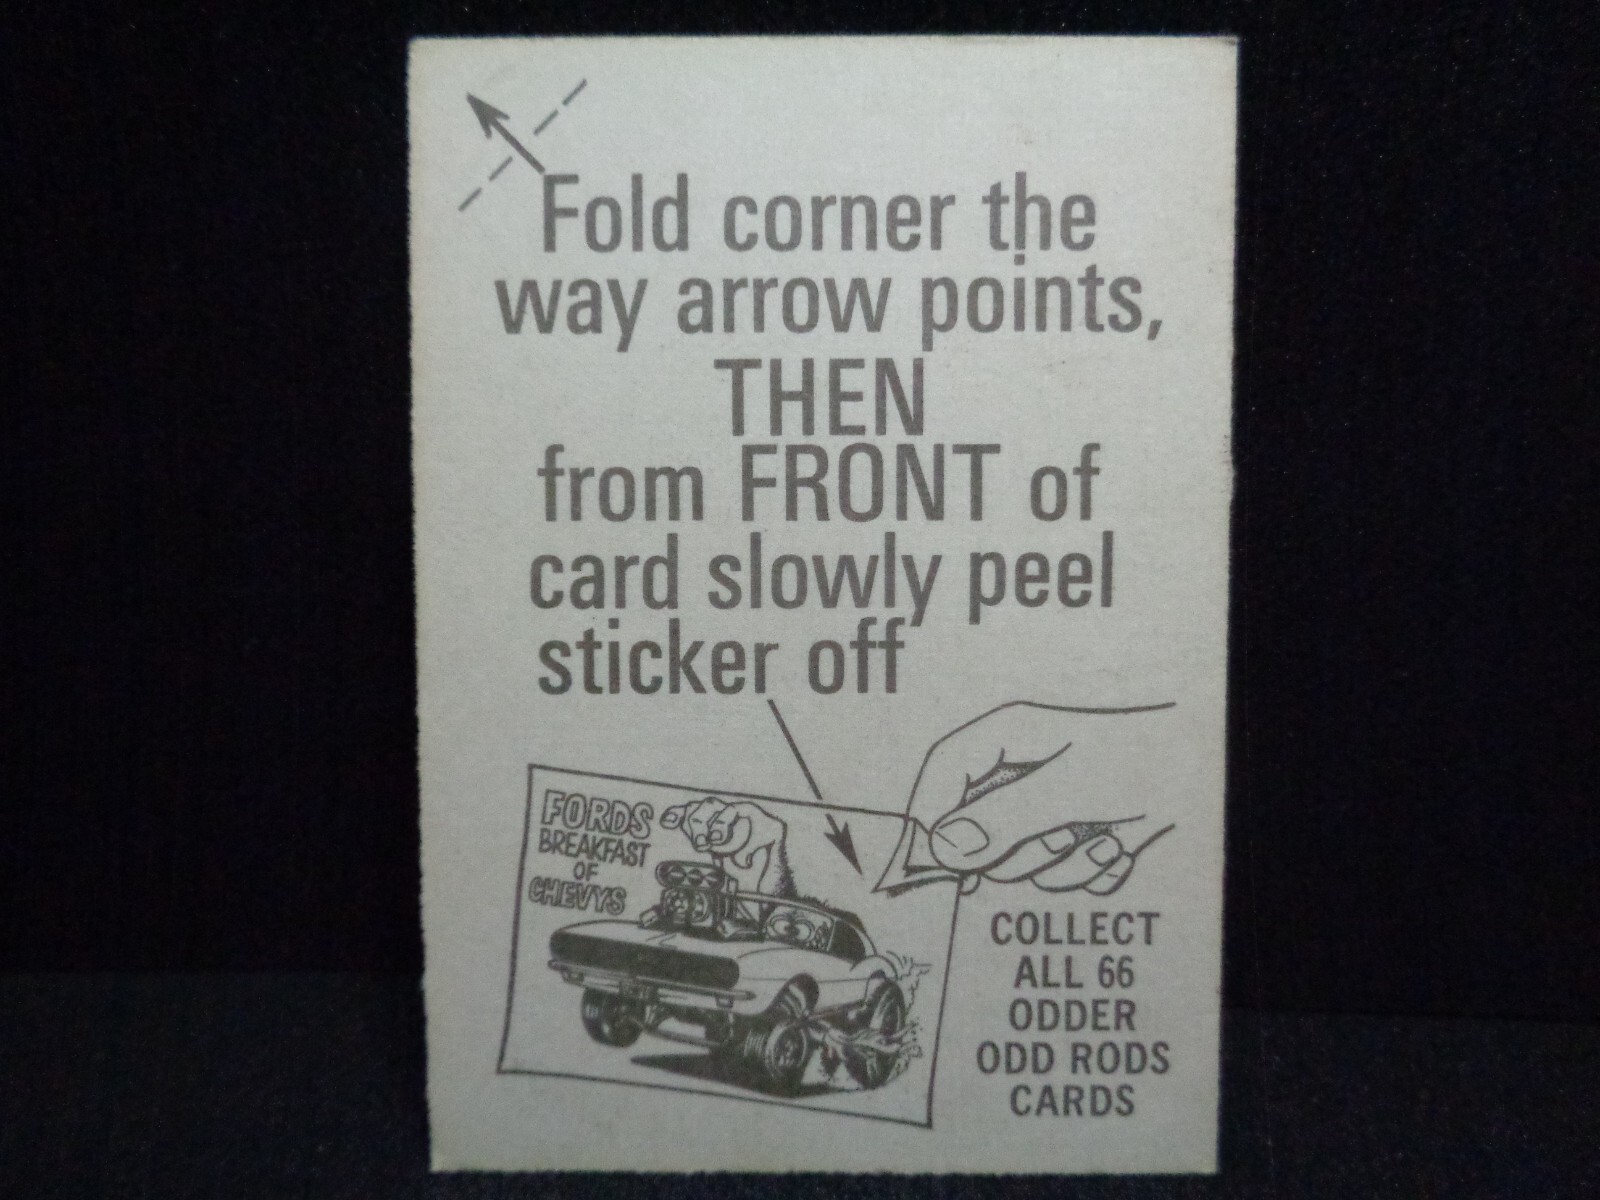 Fold corner the
way arrow points,
THEN
from FRONT of
card slowly peel
sticker off
FORDS
BREAKFAST
OF
CHEVYS
COLLECT
ALL 66
ODDER
ODD RODS
CARDS